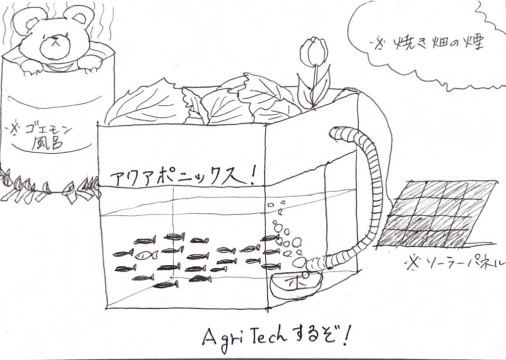 ※焼き畑の煙
※ゴエモン
風呂
アクアポニックス!
※ソーラーパネル
AgriTechするぞ!